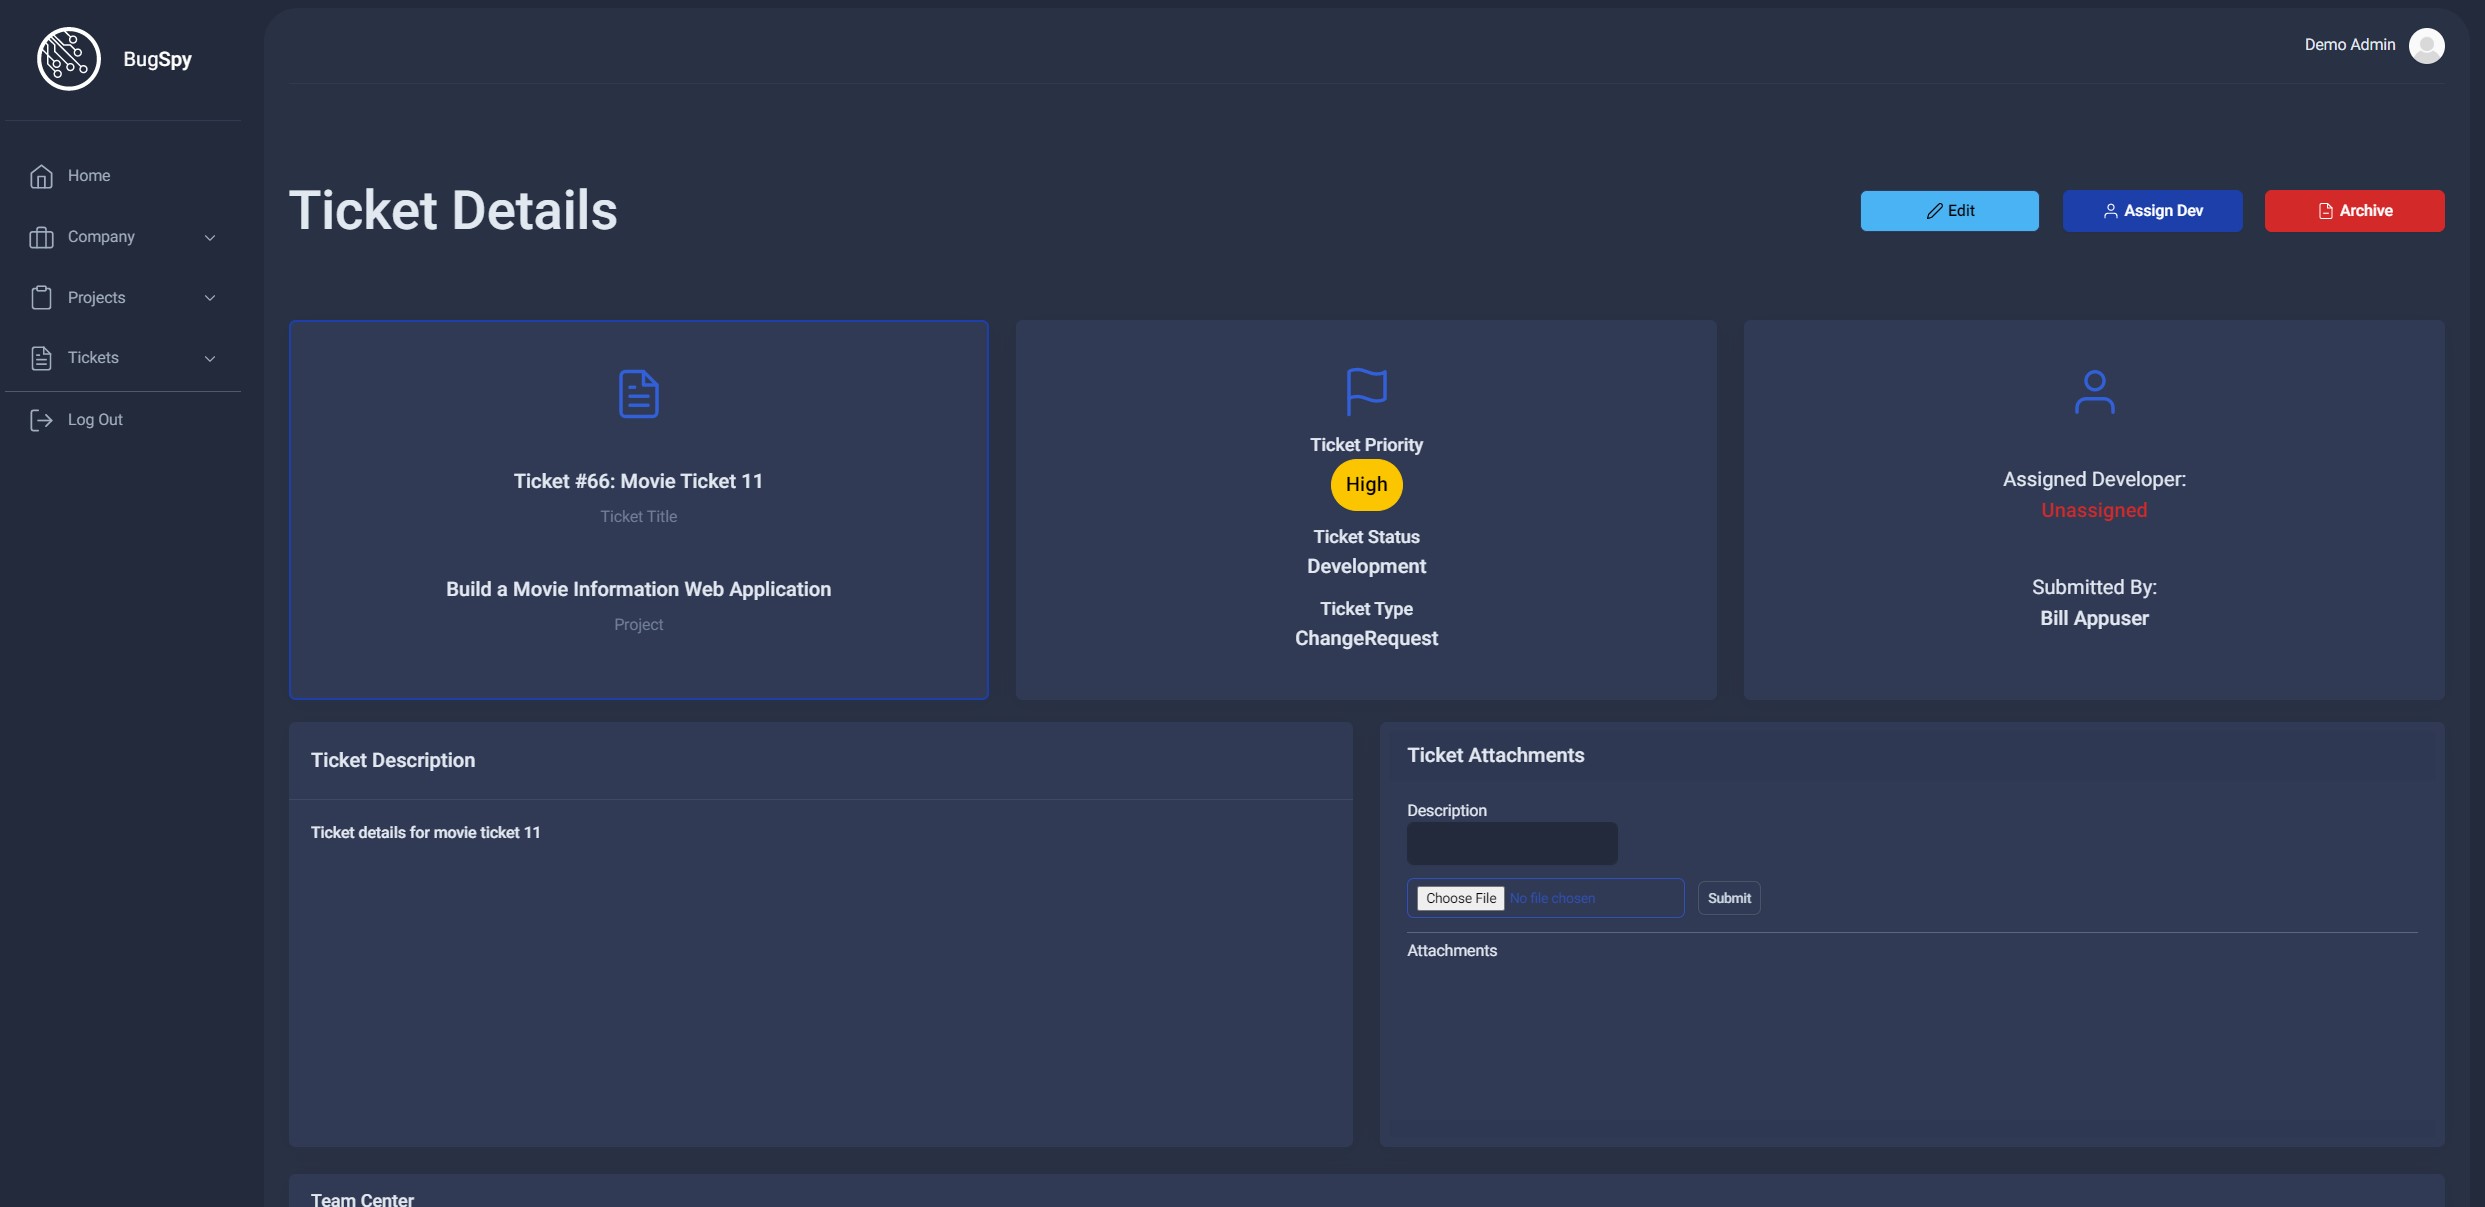 BugSpy
Demo Admin
Home
Company
Projects
Tickets
Log Out
Ticket Details
Edit
Assign Dev
Archive
Ticket #66: Movie Ticket 11
Ticket Title
Build a Movie Information Web Application
Project
Ticket Priority
High
Ticket Status
Development
Ticket Type
ChangeRequest
Assigned Developer:
Unassigned
Submitted By:
Bill Appuser
Ticket Description
Ticket details for movie ticket 11
Ticket Attachments
Description
Choose File No file chosen
Submit
Attachments
Team Center